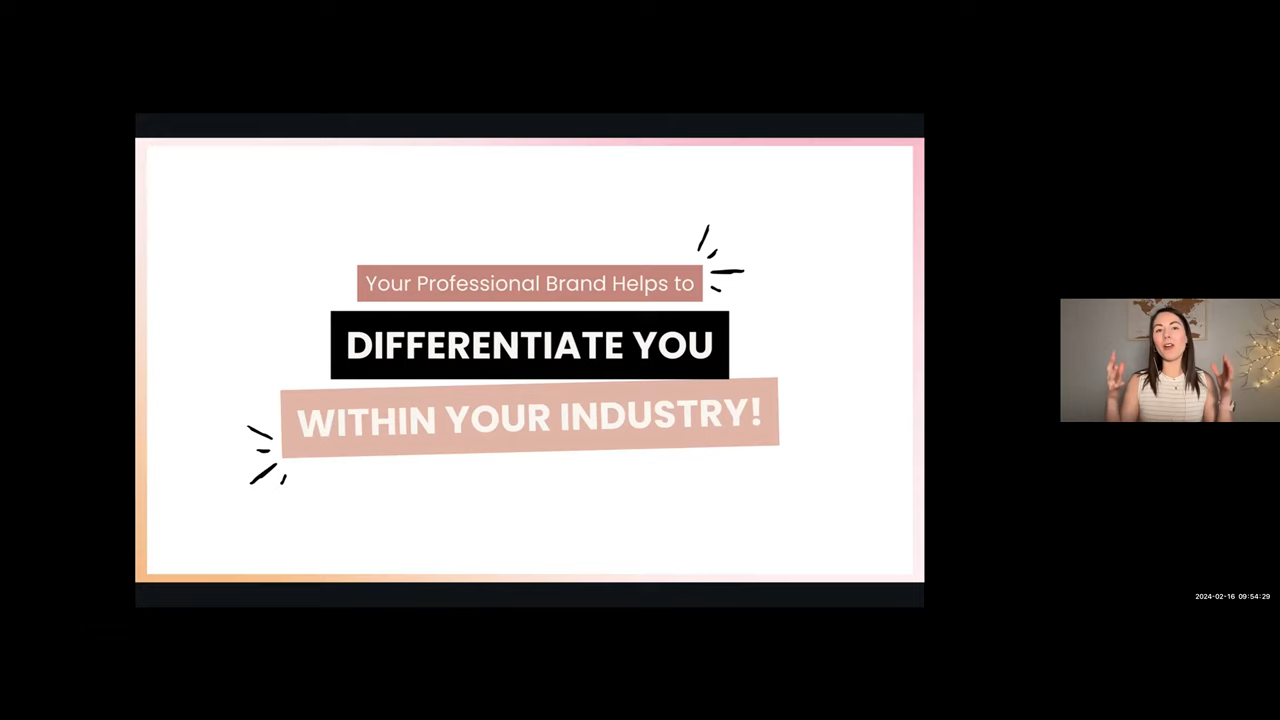 Your Professional Brand Helps to
DIFFERENTIATE YOU
WITHIN YOUR INDUSTRY!
2024-02-16 09:54:29